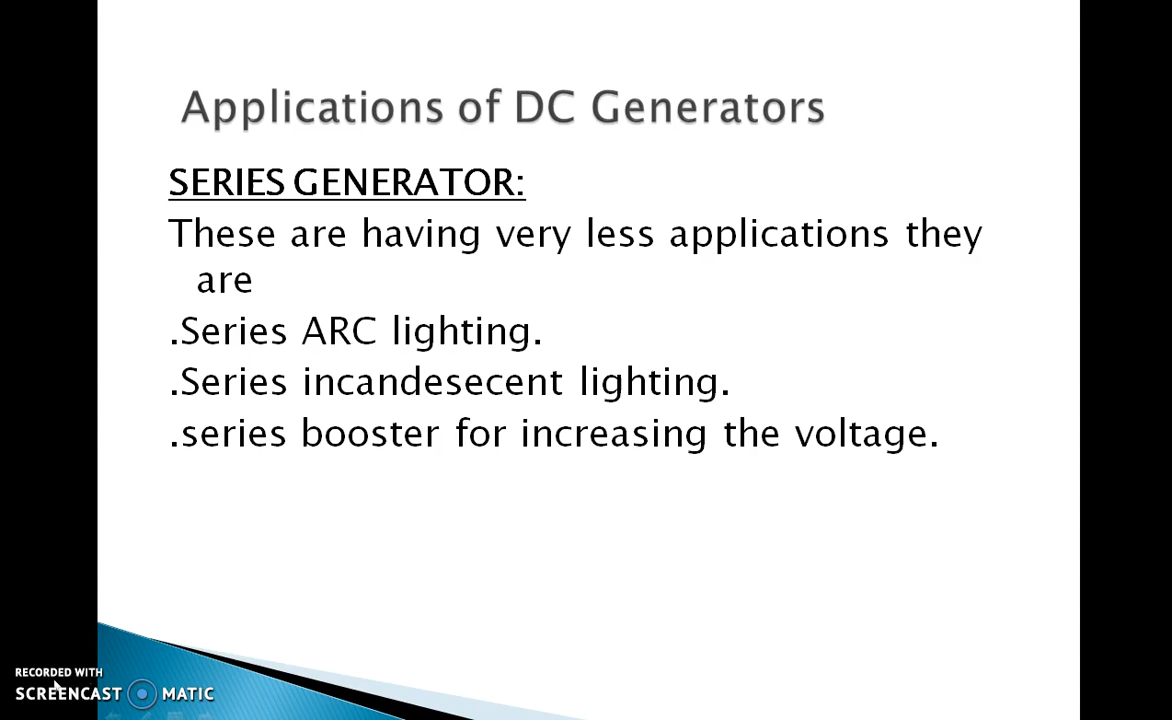 Applications of DC Generators
SERIES GENERATOR:
These are having very less applications they
are
.Series ARC lighting.
.Series incandesecent lighting.
.series booster for increasing the voltage.
RECORDED WITH
SCREENCAST MATIC